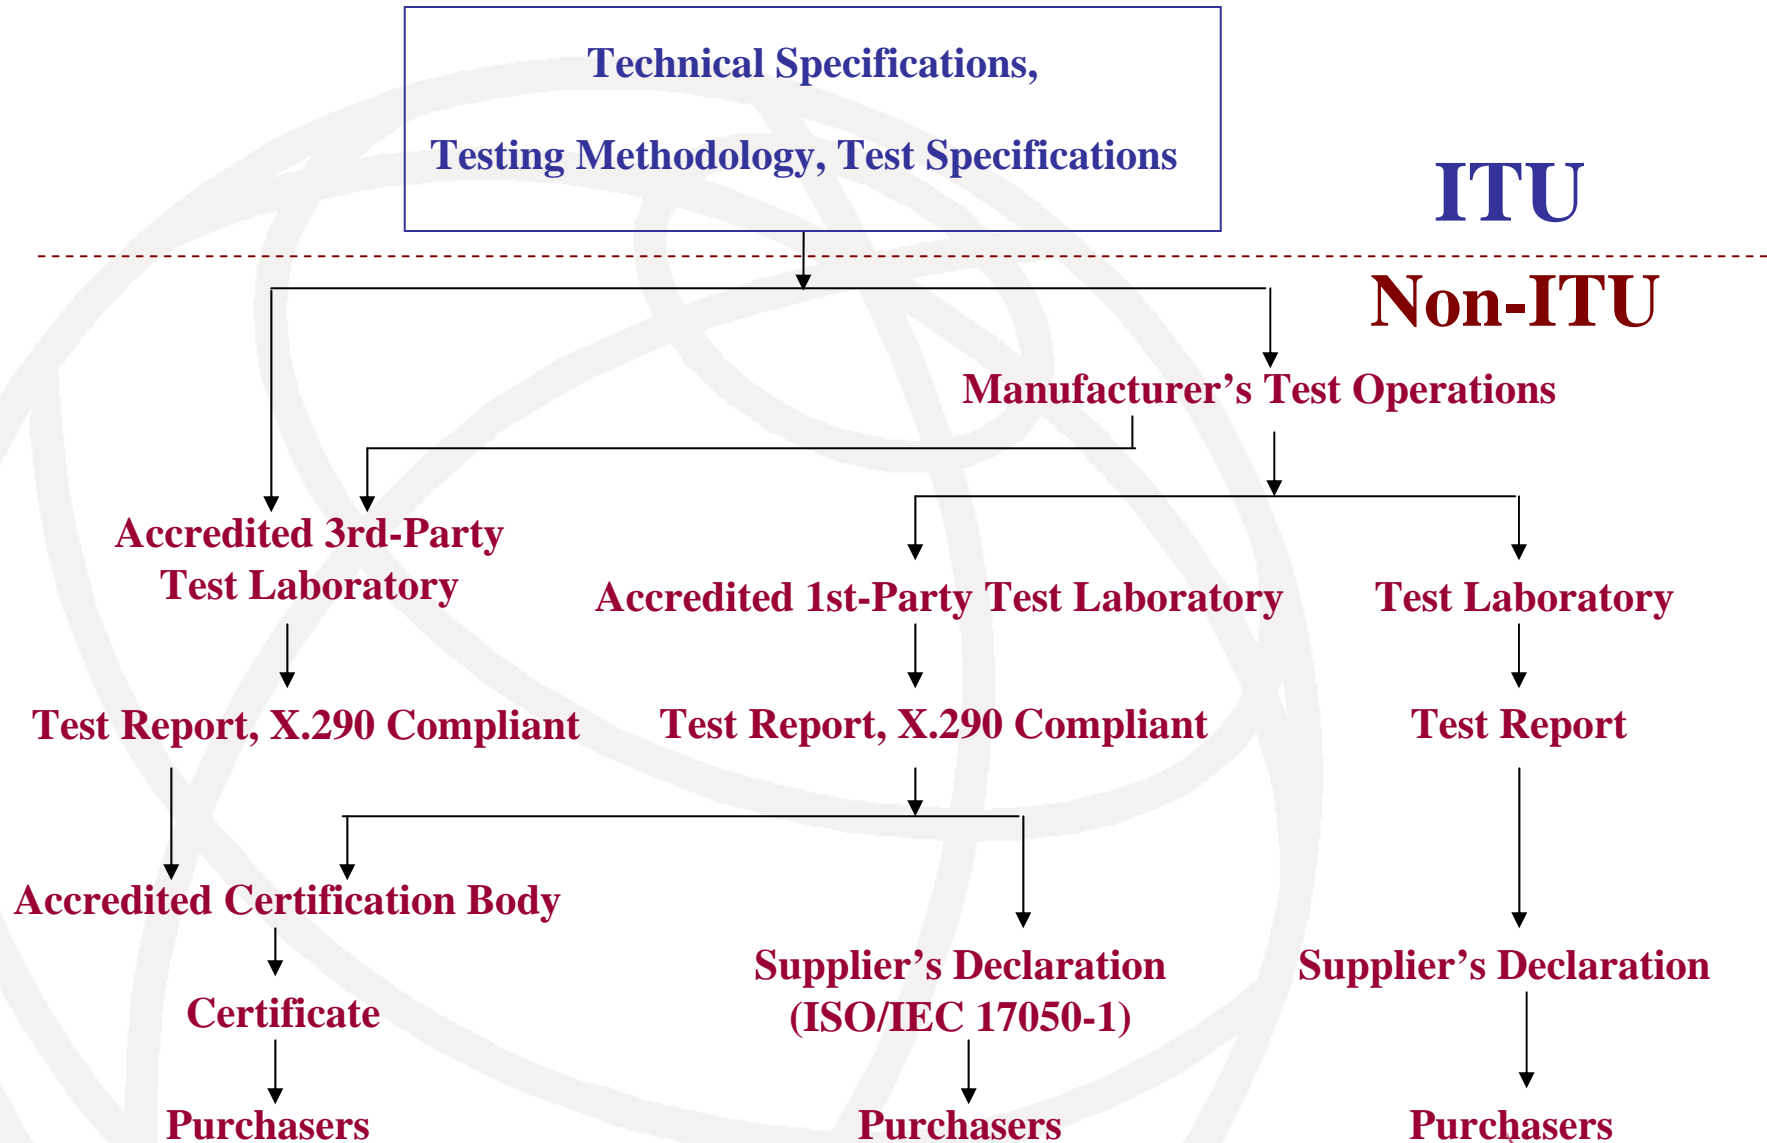 Technical Specifications,
Testing Methodology, Test Specifications
ITU
Non-ITU
Manufacturer’s Test Operations
Accredited 3rd-Party
Test Laboratory
Accredited 1st-Party Test Laboratory
Test Laboratory
Test Report, X.290 Compliant
Test Report, X.290 Compliant
Test Report
Accredited Certification Body
Supplier’s Declaration
(ISO/IEC 17050-1)
Supplier’s Declaration
Certificate
Purchasers
Purchasers
Purchasers